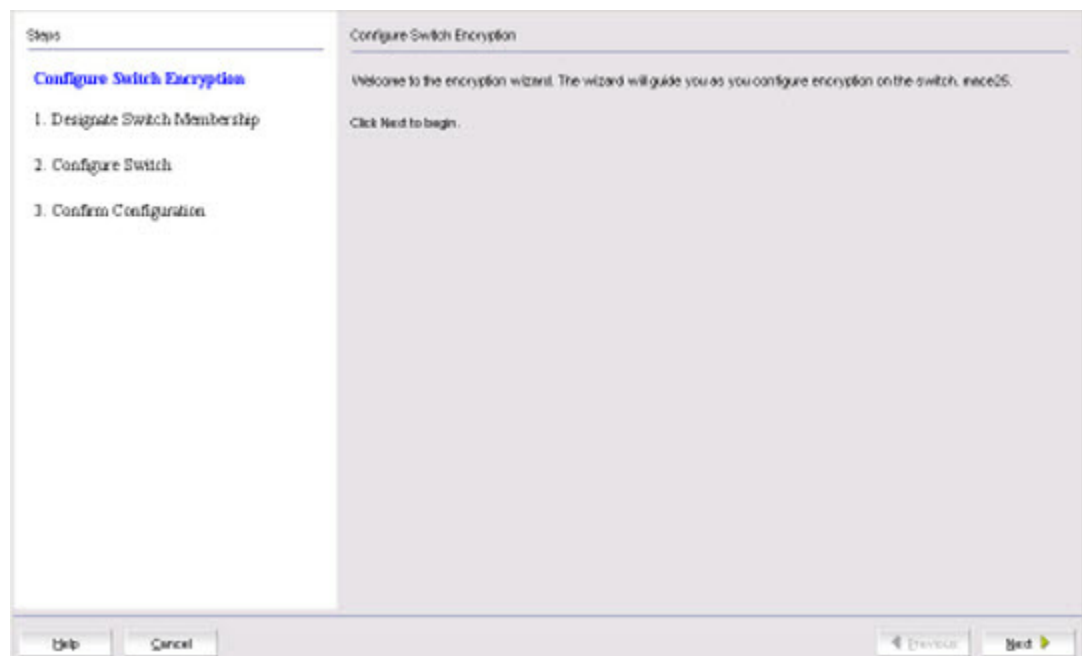 Steps
Configure Switch Encryption
1. Designate Switch Membership
2. Configure Switch
3. Confirm Configuration
Configure Switch Encryption
Welcome to the encryption wizard. The wizard will guide you as you configure encryption on the switch, mace25.
Click Next to begin.
Help
Cancel
Previous
Next